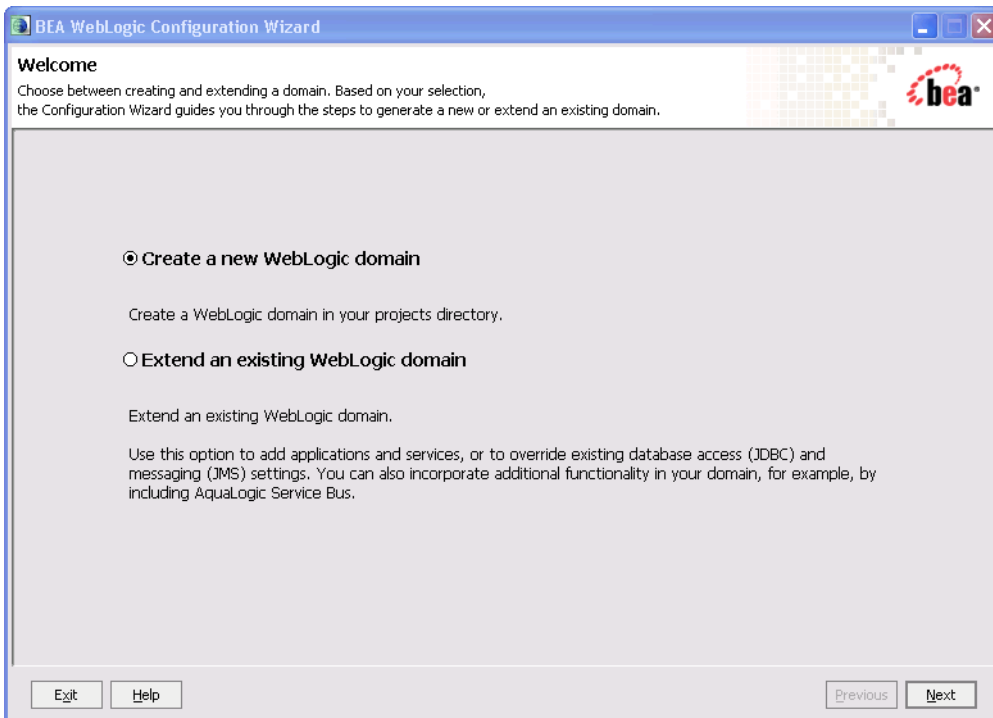 BEA WebLogic Configuration Wizard
Welcome
Choose between creating and extending a domain. Based on your selection,
the Configuration Wizard guides you through the steps to generate a new or extend an existing domain.
bea
Create a new WebLogic domain
Create a WebLogic domain in your projects directory.
Extend an existing WebLogic domain
Extend an existing WebLogic domain.
Use this option to add applications and services, or to override existing database access (JDBC) and
messaging (JMS) settings. You can also incorporate additional functionality in your domain, for example, by
including AquaLogic Service Bus.
Exit Help Previous Next